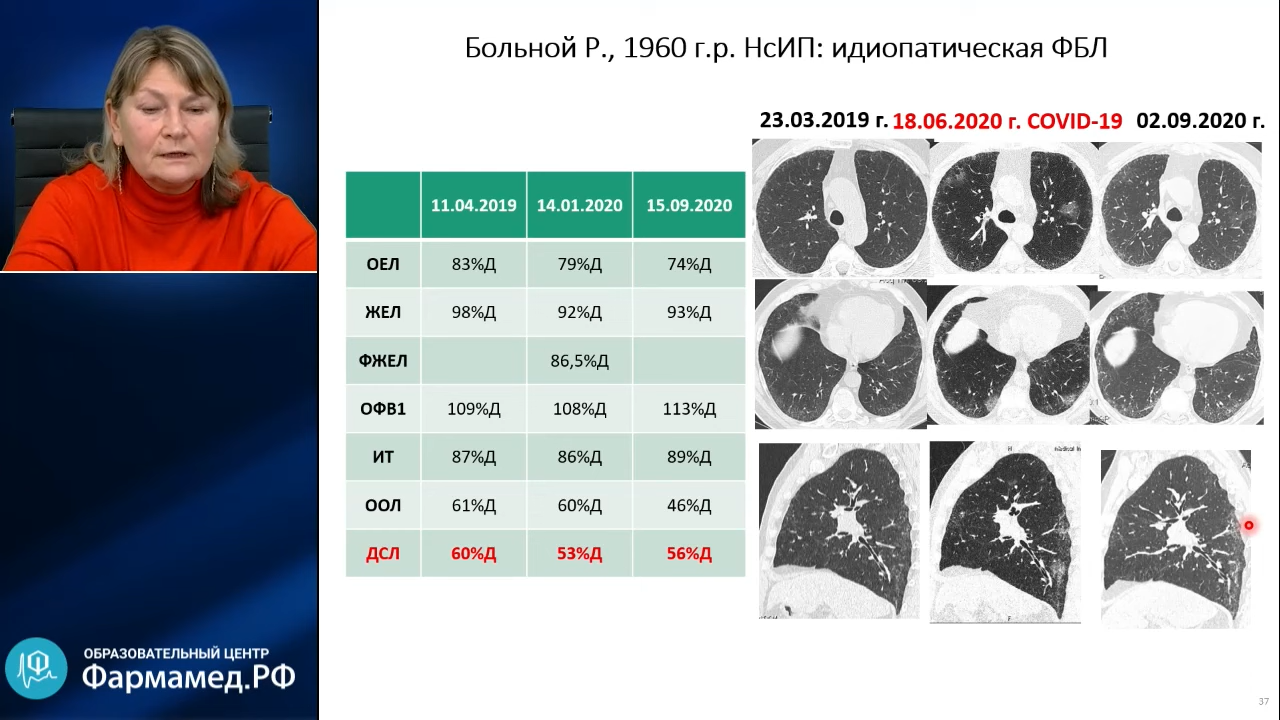 Больной Р., 1960 г.р. НсИП: идиопатическая ФБЛ
23.03.2019 г. 18.06.2020 г. COVID-19 02.09.2020 г.
11.04.2019 14.01.2020 15.09.2020
ОЕЛ 83%Д 79%Д 74%Д
ЖЕЛ 98%Д 92%Д 93%Д
ФЖЕЛ 86,5%Д
ОФВ1 109%Д 108%Д 113%Д
ИТ 87%Д 86%Д 89%Д
ООЛ 61%Д 60%Д 46%Д
ДСЛ 60%Д 53%Д 56%Д
H
F
ОБРАЗОВАТЕЛЬНЫЙ ЦЕНТР
Фармамед.РФ
37